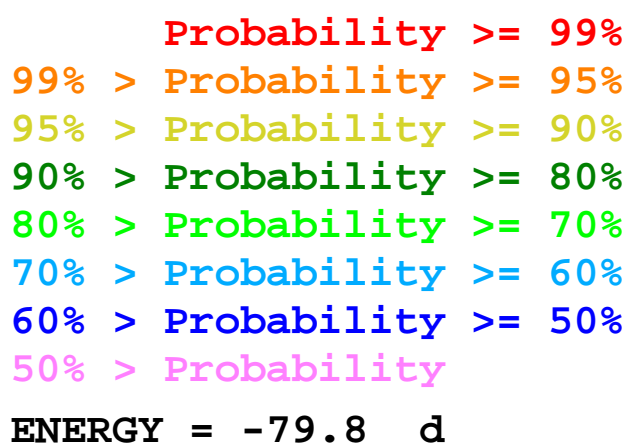 Probability >= 99%
99% > Probability >= 95%
95% > Probability >= 90%
90% > Probability >= 80%
80% > Probability >= 70%
70% > Probability >= 60%
60% > Probability >= 50%
50% > Probability
ENERGY = -79.8 d